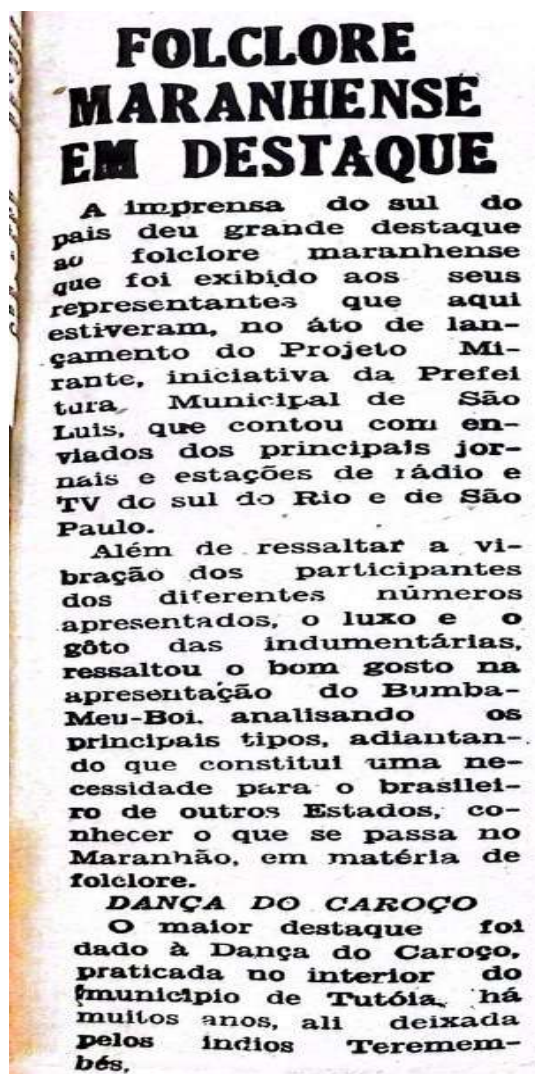 FOLCLORE
MARANHENSE
EM DESTAQUE
A imprensa do sul do
pais deu grande destaque
ao folclore maranhense
que foi exibido aos seus
representantes que aqui
estiveram, no áto de lan-
çamento do Projeto Mi-
rante, iniciativa da Prefei
tura Municipal de São
Luis, que contou com en-
viados dos principais jor-
nais e estações de rádio e
TV do sul do Rio e de São
Paulo.
Além de ressaltar a vi-
bração dos participantes
dos diferentes números
apresentados, o luxo e o
gôto das indumentárias,
ressaltou o bom gosto na
apresentação do Bumba-
Meu-Boi. analisando os
principais tipos, adiantan-
do que constitui uma ne-
cessidade para o brasilei-
ro de outros Estados, co-
nhecer o que se passa no
Maranhão, em matéria de
folclore.
DANÇA DO CAROÇO
O maior destaque foi
dado à Dança do Caroço,
praticada no interior do
municipio de Tutóia, há
muitos anos, ali deixada
pelos indios Teremem-
bés.